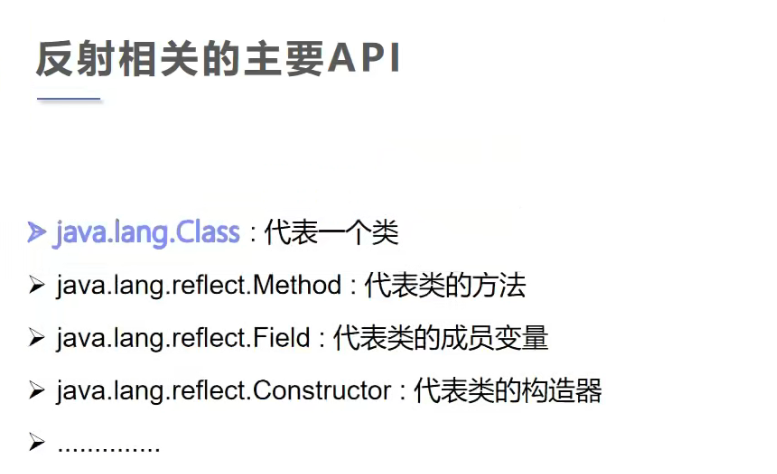 反射相关的主要API
➢ java.lang.Class : 代表一个类
➢ java.lang.reflect.Method : 代表类的方法
➢ java.lang.reflect.Field : 代表类的成员变量
➢ java.lang.reflect.Constructor : 代表类的构造器
➢ ..............